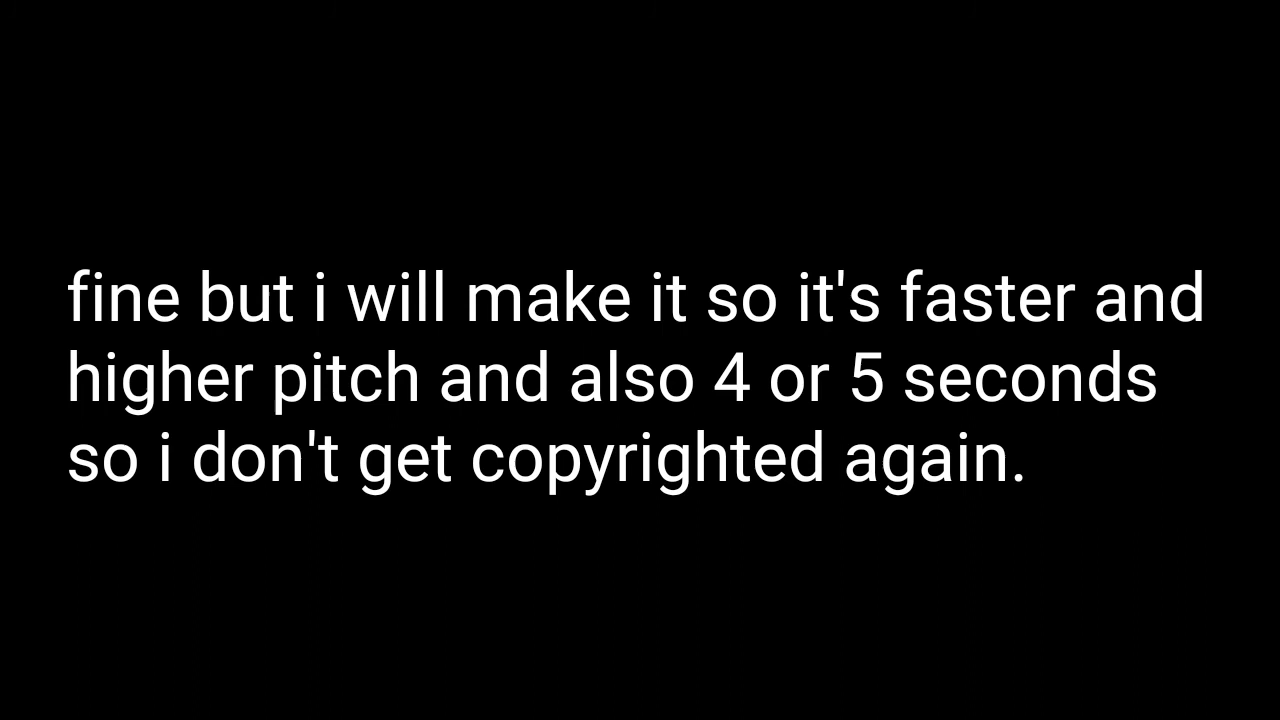 fine but i will make it so it's faster and
higher pitch and also 4 or 5 seconds
so i don't get copyrighted again.